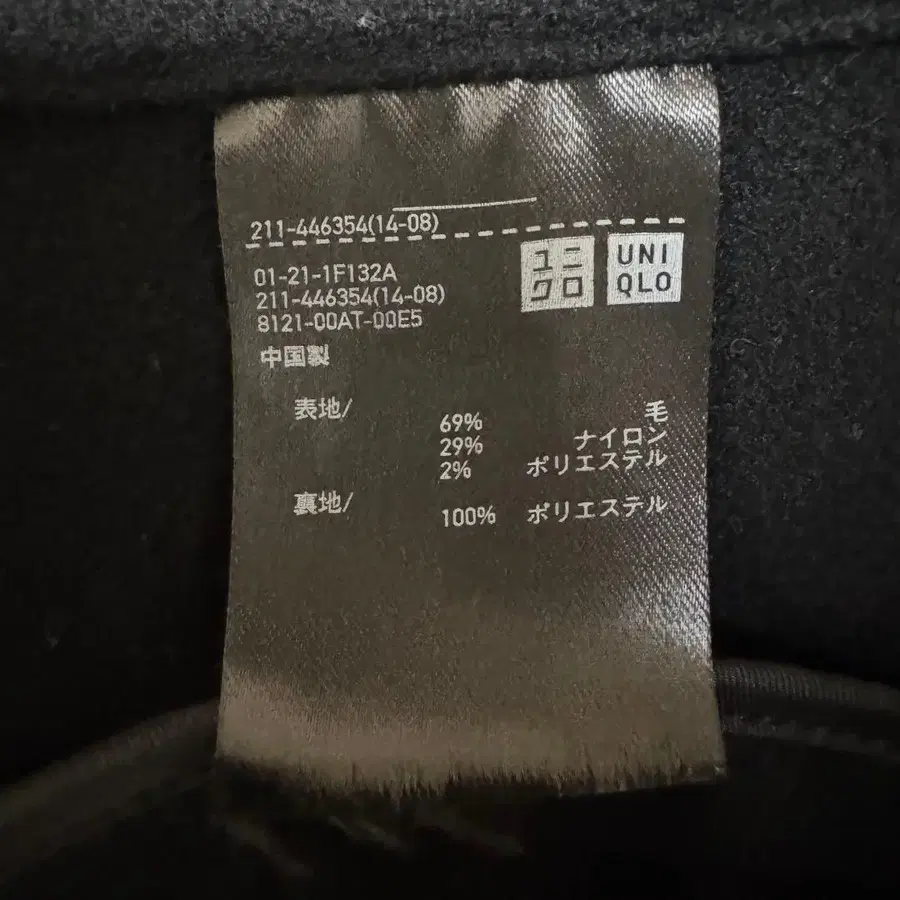 211-446354(14-08)
ユニ
クロ
UNI
QLO
01-21-1F132A
211-446354(14-08)
8121-00AT-00E5
中国製
表地/
69% 毛
29% ナイロン
2% ポリエステル
裏地/
100% ポリエステル